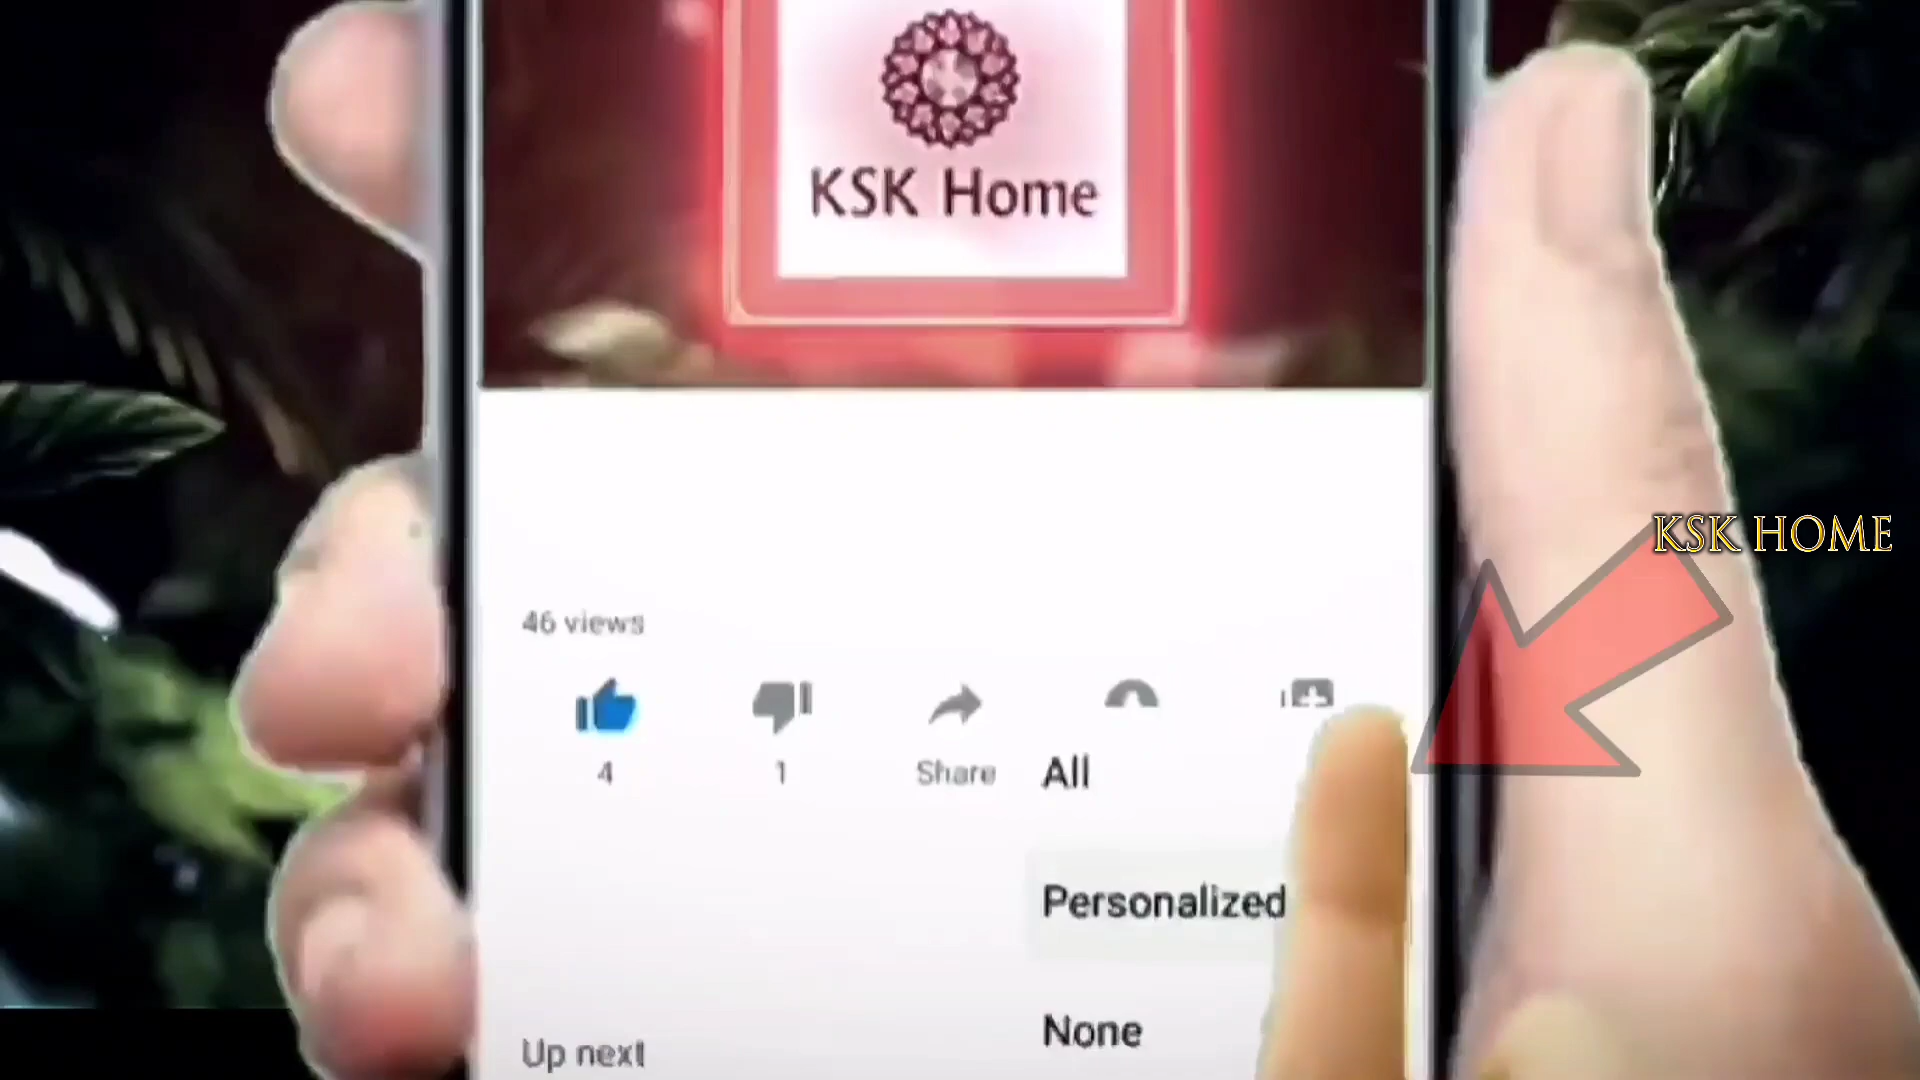 KSK Home
KSK HOME
46 views
4
1
Share
All
Personalized
None
Up next